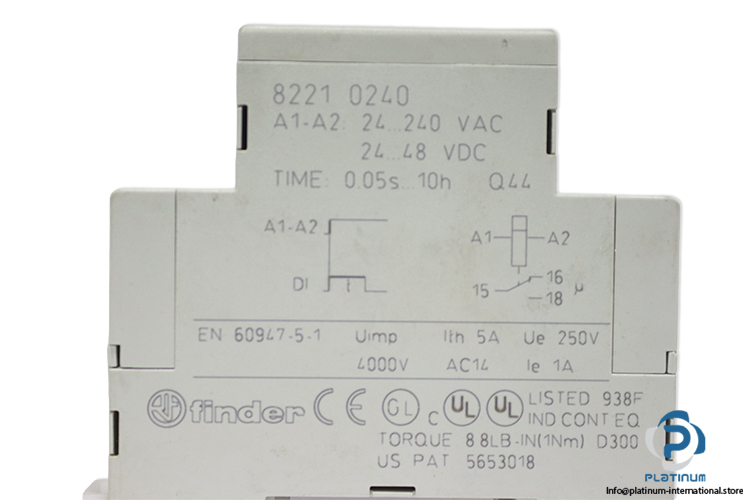 8221 0240
A1-A2: 24...240 VAC
24...48 VDC
TIME: 0.05s...10h Q44
A1-A2
DI
A1 A2
15 16
18 μ
EN 60947-5-1 Uimp Ith 5A Ue 250V
4000V AC14 Ie 1A
finder CE GL C UL UL LISTED 938F
IND.CONT.EQ.
TORQUE 8.8LB-IN(1Nm) D300
US PAT 5653018
PLATINUM
Info@platinum-international.store